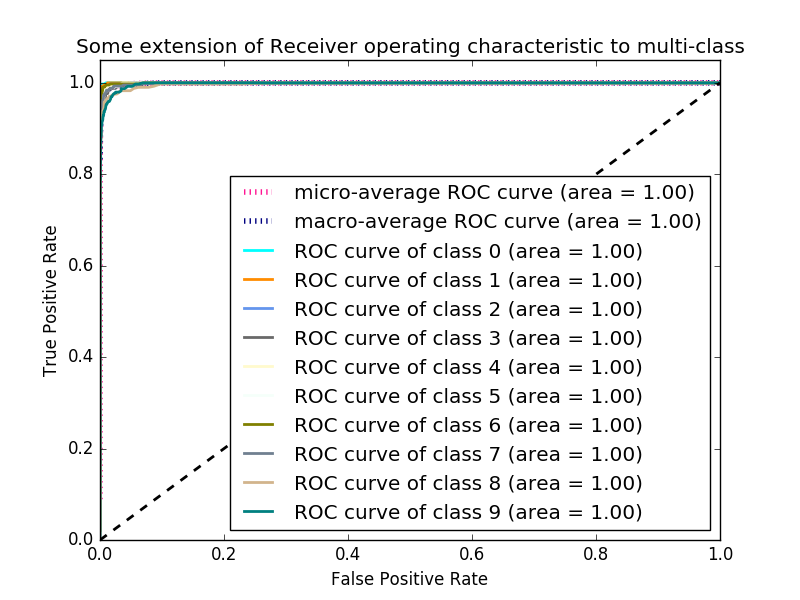 Some extension of Receiver operating characteristic to multi-class
1.0
0.8
0.6
0.4
0.2
0.0
True Positive Rate
micro-average ROC curve (area = 1.00)
macro-average ROC curve (area = 1.00)
ROC curve of class 0 (area = 1.00)
ROC curve of class 1 (area = 1.00)
ROC curve of class 2 (area = 1.00)
ROC curve of class 3 (area = 1.00)
ROC curve of class 4 (area = 1.00)
ROC curve of class 5 (area = 1.00)
ROC curve of class 6 (area = 1.00)
ROC curve of class 7 (area = 1.00)
ROC curve of class 8 (area = 1.00)
ROC curve of class 9 (area = 1.00)
0.0 0.2 0.4 0.6 0.8 1.0
False Positive Rate